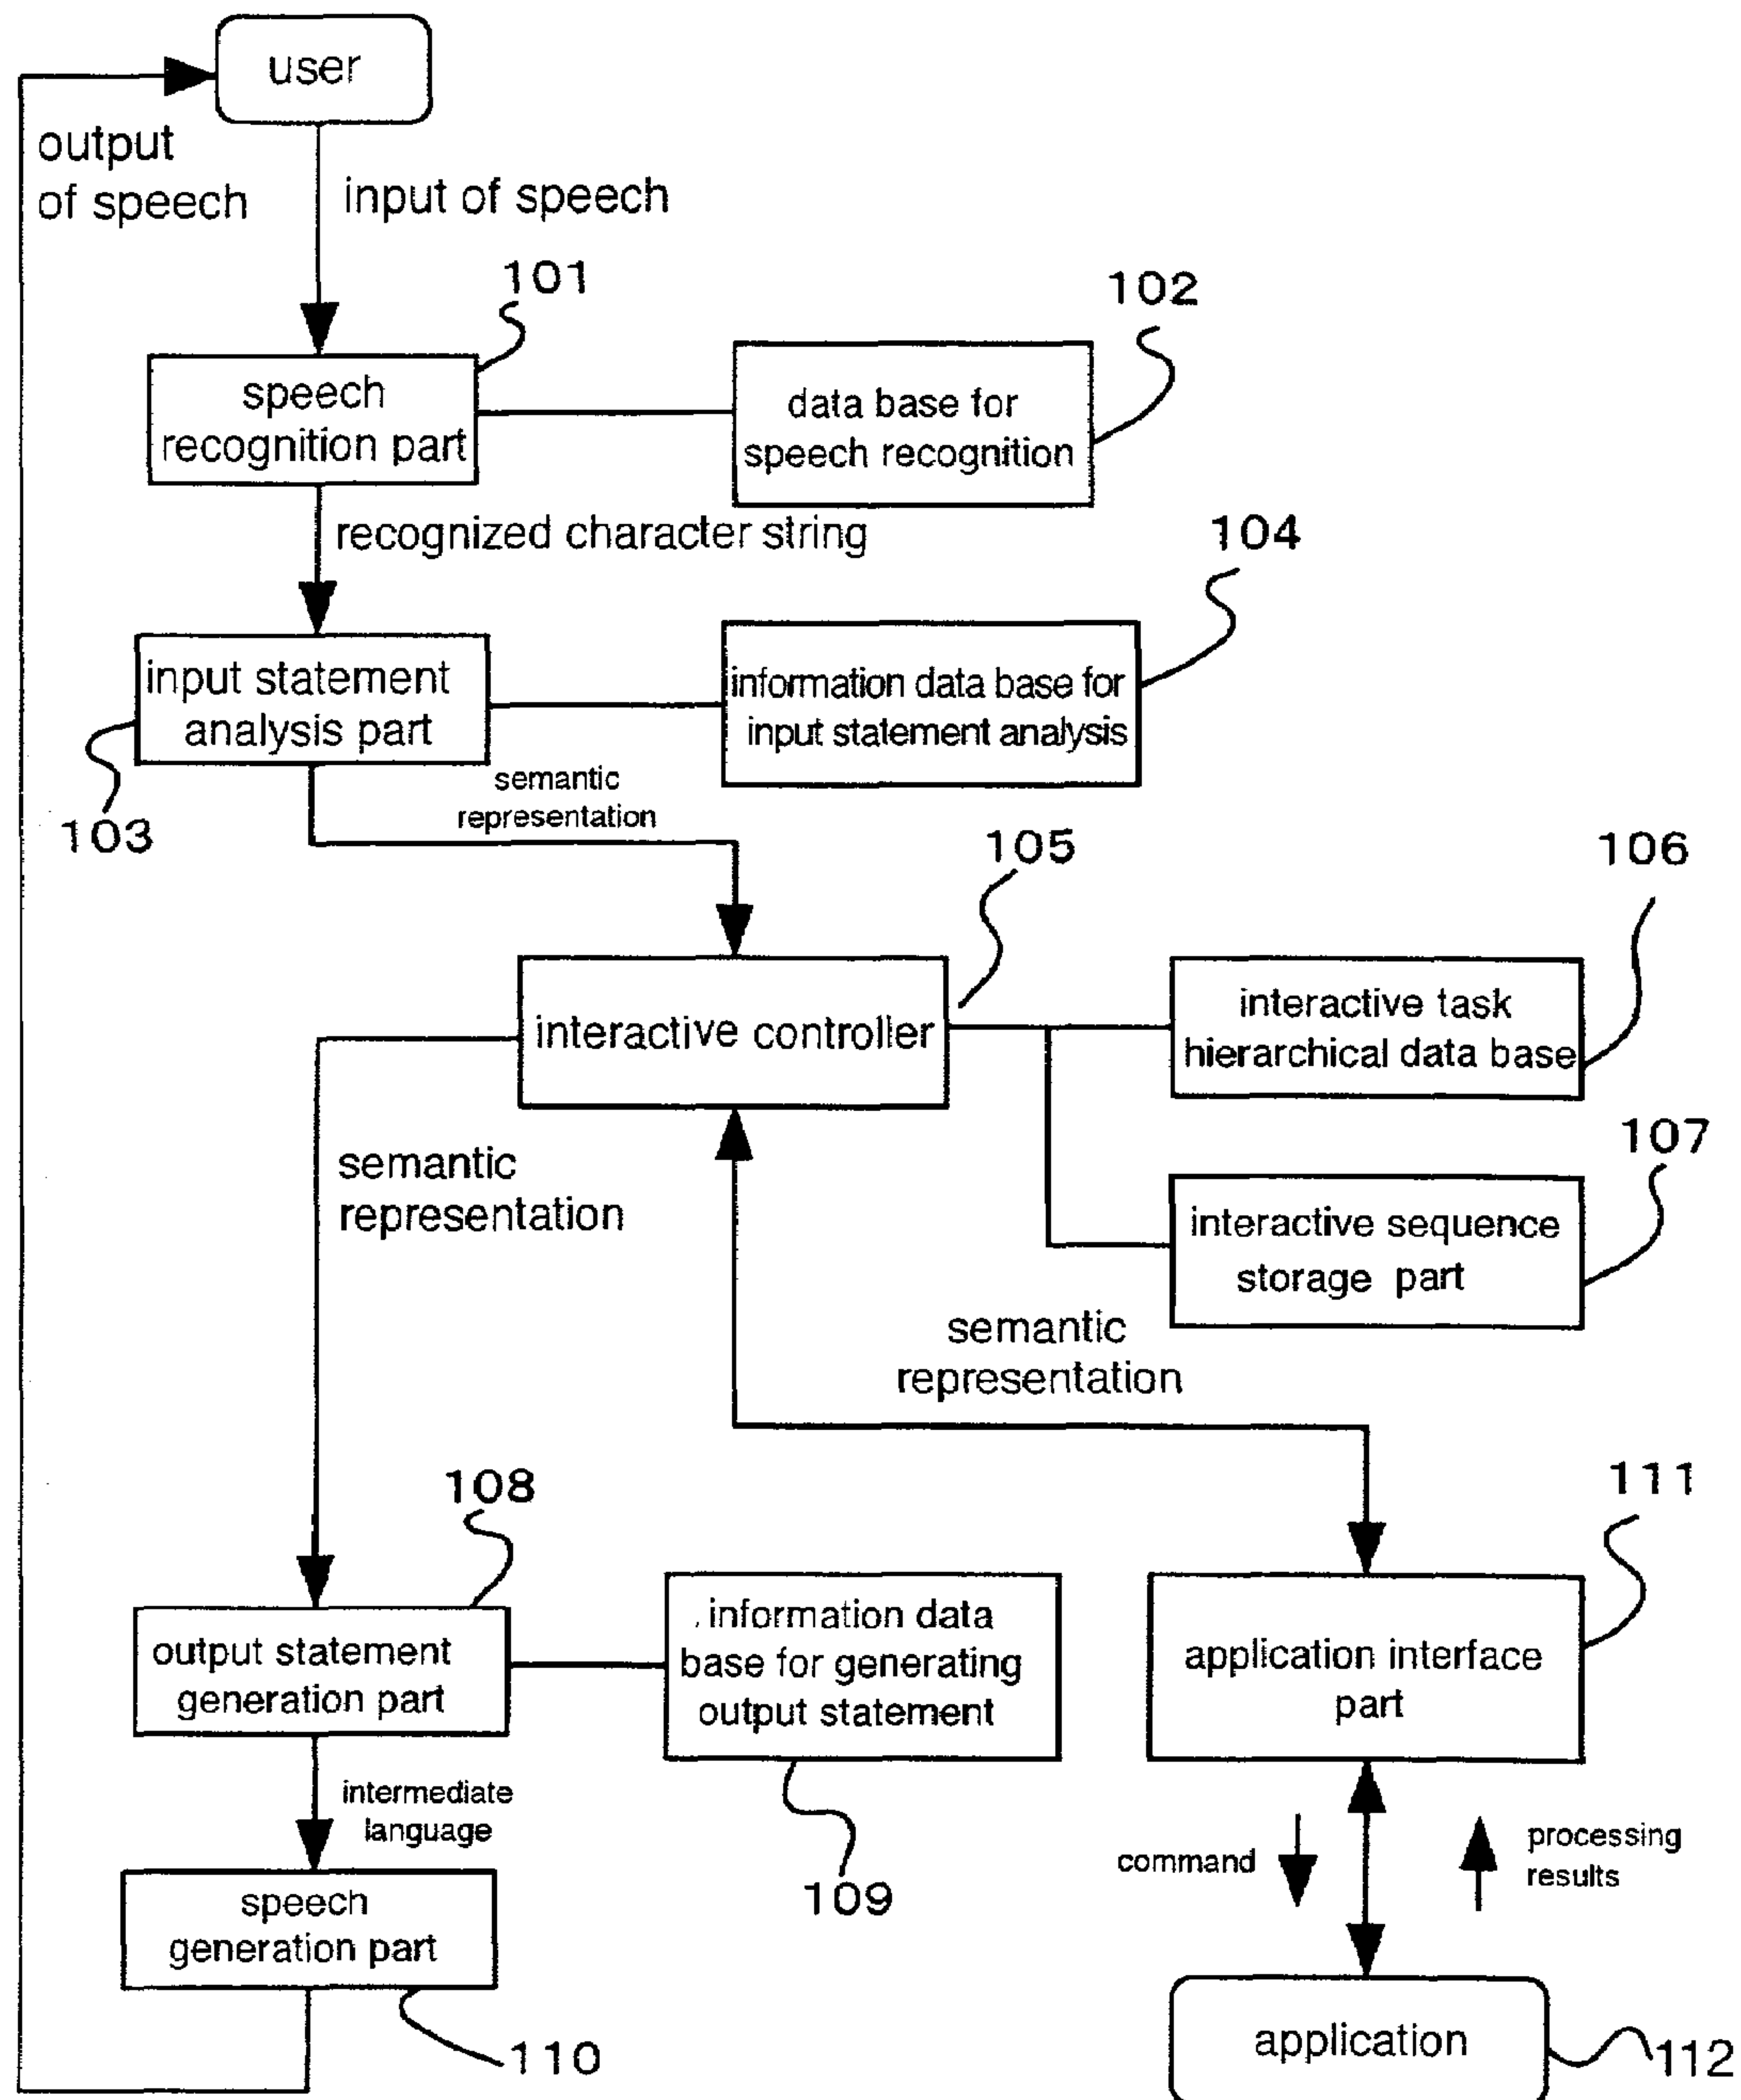 user
output
of speech
input of speech
101
102
speech
recognition part
data base for
speech recognition
recognized character string
104
input statement
analysis part
information data base for
input statement analysis
semantic
representation
103
105
106
interactive controller
interactive task
hierarchical data base
107
semantic
representation
interactive sequence
storage part
semantic
representation
108
111
output statement
generation part
information data
base for generating
output statement
application interface
part
intermediate
language
command
processing
results
109
speech
generation part
110
application
112